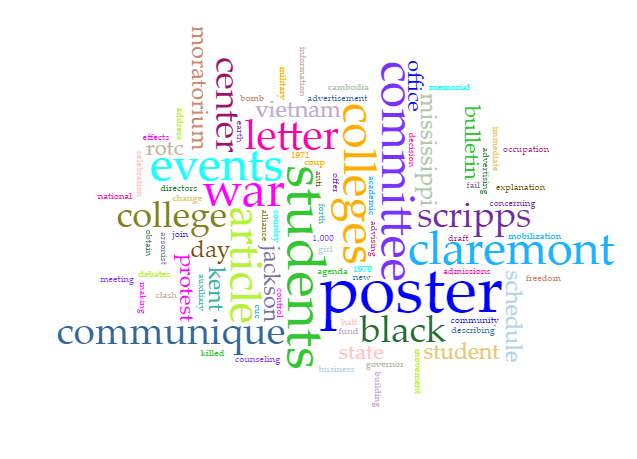 moratorium
center
information
military
cambodia
bomb
advertisement
vietnam
office
committee
memorial
mississippi
bulletin
immediate
address
effects
rotc
earth
letter
colleges
decision
advertising
occupation
celebration
events
1971
coup
anti
offer
academic
fail
explanation
national
directors
war
change
students
concerning
college
article
alliance
country
forth
1,000
advising
scripps
obtain
arsonist
join
day
jackson
girl
draft
mobilization
claremont
meeting
debates
protest
kent
agenda
1970
new
admissions
freedom
making
clash
auxiliary
cuc
control
poster
schedule
communique
half
fund
black
community
describing
killed
counseling
state
student
business
governor
building
movement